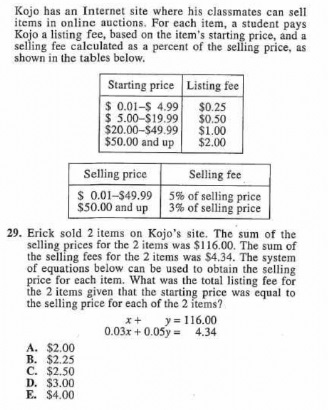 Kojo has an Internet site where his classmates can sell
items in online auctions. For each item, a student pays
Kojo a listing fee, based on the item's starting price, and a
selling fee calculated as a percent of the selling price, as
shown in the tables below.
Starting price Listing fee
$ 0.01–$ 4.99 $0.25
$ 5.00–$19.99 $0.50
$20.00–$49.99 $1.00
$50.00 and up $2.00
Selling price Selling fee
$ 0.01–$49.99 5% of selling price
$50.00 and up 3% of selling price
29. Erick sold 2 items on Kojo's site. The sum of the
selling prices for the 2 items was $116.00. The sum of
the selling fees for the 2 items was $4.34. The system
of equations below can be used to obtain the selling
price for each item. What was the total listing fee for
the 2 items given that the starting price was equal to
the selling price for each of the 2 items?
x + y = 116.00
0.03x + 0.05y = 4.34
A. $2.00
B. $2.25
C. $2.50
D. $3.00
E. $4.00